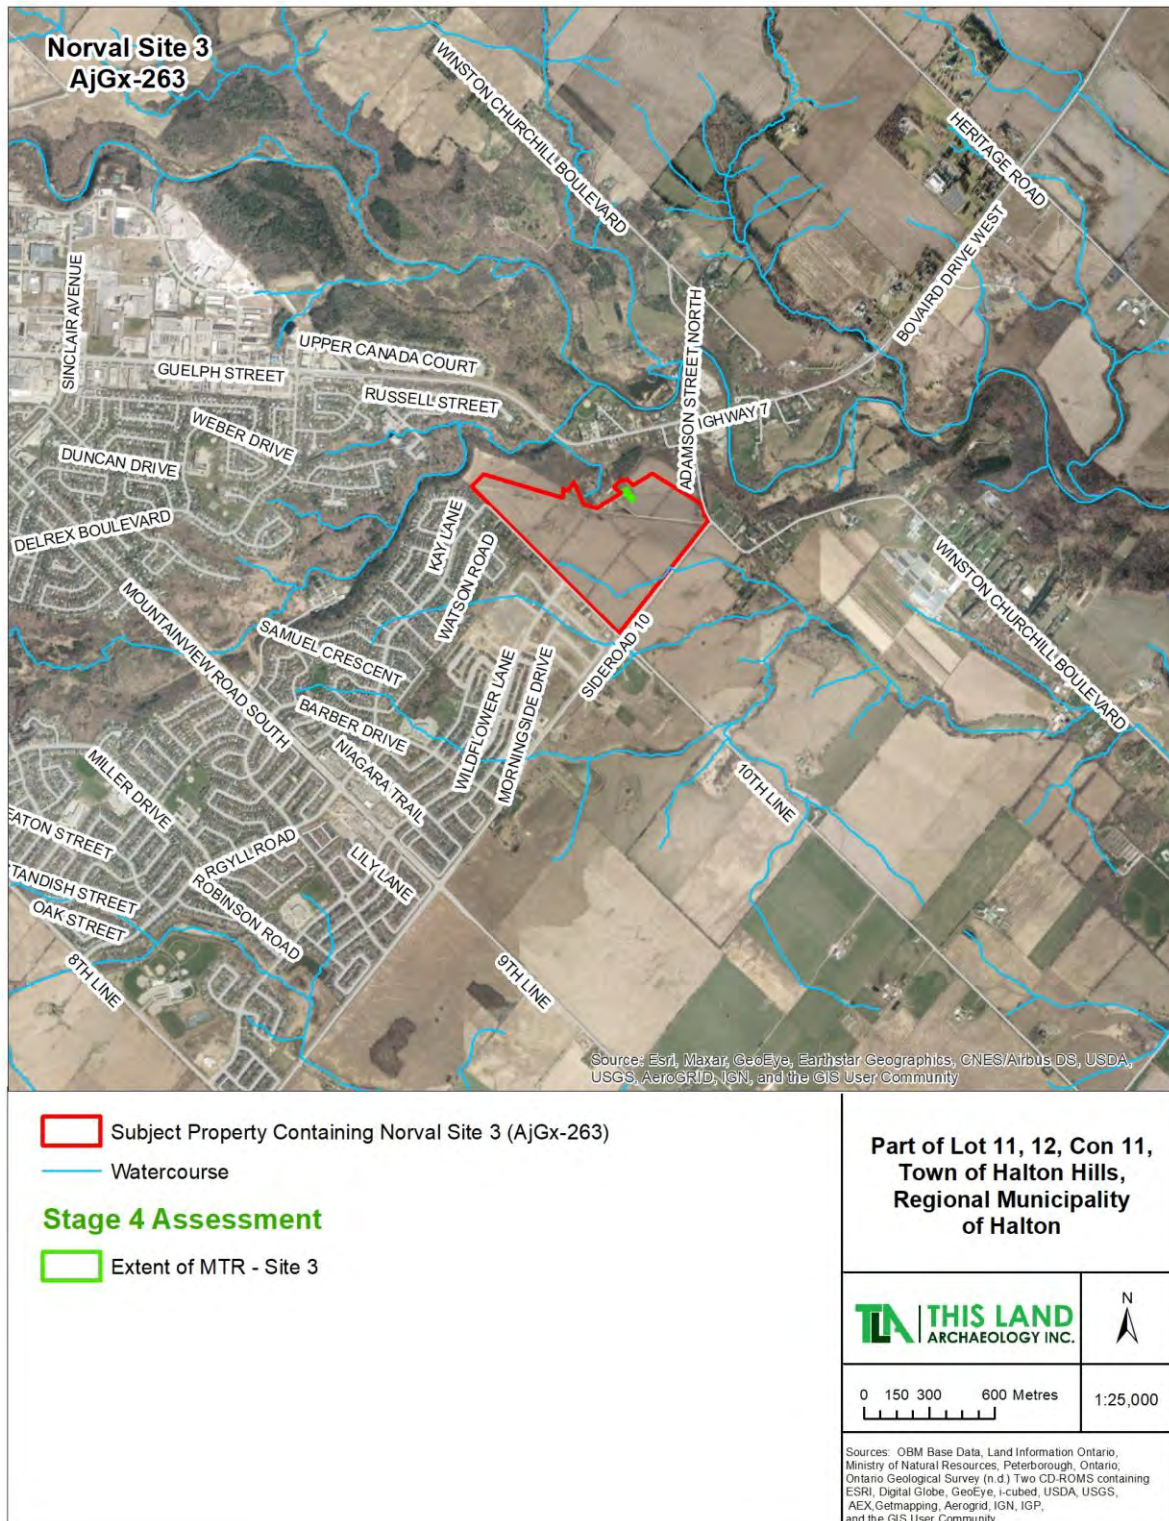 Norval Site 3
AjGx-263
WINSTON CHURCHILL BOULEVARD
HERITAGE ROAD
BOVAIRD DRIVE WEST
SINCLAIR AVENUE
UPPER CANADA COURT
GUELPH STREET
RUSSELL STREET
ADAMSON STREET NORTH
IGHWAY 7
WEBER DRIVE
DUNCAN DRIVE
DELREX BOULEVARD
KAY LANE
WATSON ROAD
MOUNTAINVIEW ROAD SOUTH
SAMUEL CRESCENT
SIDEROAD 10
WINSTON CHURCHILL BOULEVARD
WILDFLOWER LANE
MORNINGSIDE DRIVE
BARBER DRIVE
NIAGARA TRAIL
MILLER DRIVE
10TH LINE
EATON STREET
RGYLL ROAD
LILY LANE
TANDISH STREET
ROBINSON ROAD
OAK STREET
8TH LINE
9TH LINE
Source: Esri, Maxar, GeoEye, Earthstar Geographics, CNES/Airbus DS, USDA,
USGS, AeroGRID, IGN, and the GIS User Community
Subject Property Containing Norval Site 3 (AjGx-263)
Watercourse
Stage 4 Assessment
Extent of MTR - Site 3
Part of Lot 11, 12, Con 11,
Town of Halton Hills,
Regional Municipality
of Halton
TLA THIS LAND
ARCHAEOLOGY INC.
N
0 150 300 600 Metres
1:25,000
Sources: OBM Base Data, Land Information Ontario,
Ministry of Natural Resources, Peterborough, Ontario;
Ontario Geological Survey (n.d.) Two CD-ROMS containing
ESRI, Digital Globe, GeoEye, i-cubed, USDA, USGS,
AEX,Getmapping, Aerogrid, IGN, IGP,
and the GIS User Community